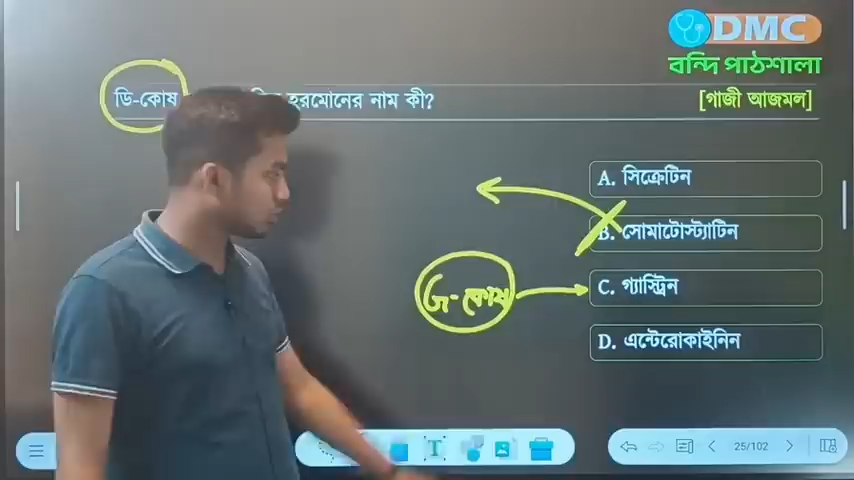 DMC
বন্দি পাঠশালা
ডি-কোষ হরমোনের নাম কী? [গাজী আজমল]
A. সিক্রেটিন
B. সোমাটোস্ট্যাটিন
জি-কোষ
C. গ্যাস্ট্রিন
D. এন্টেরোকাইনিন
T
25/102